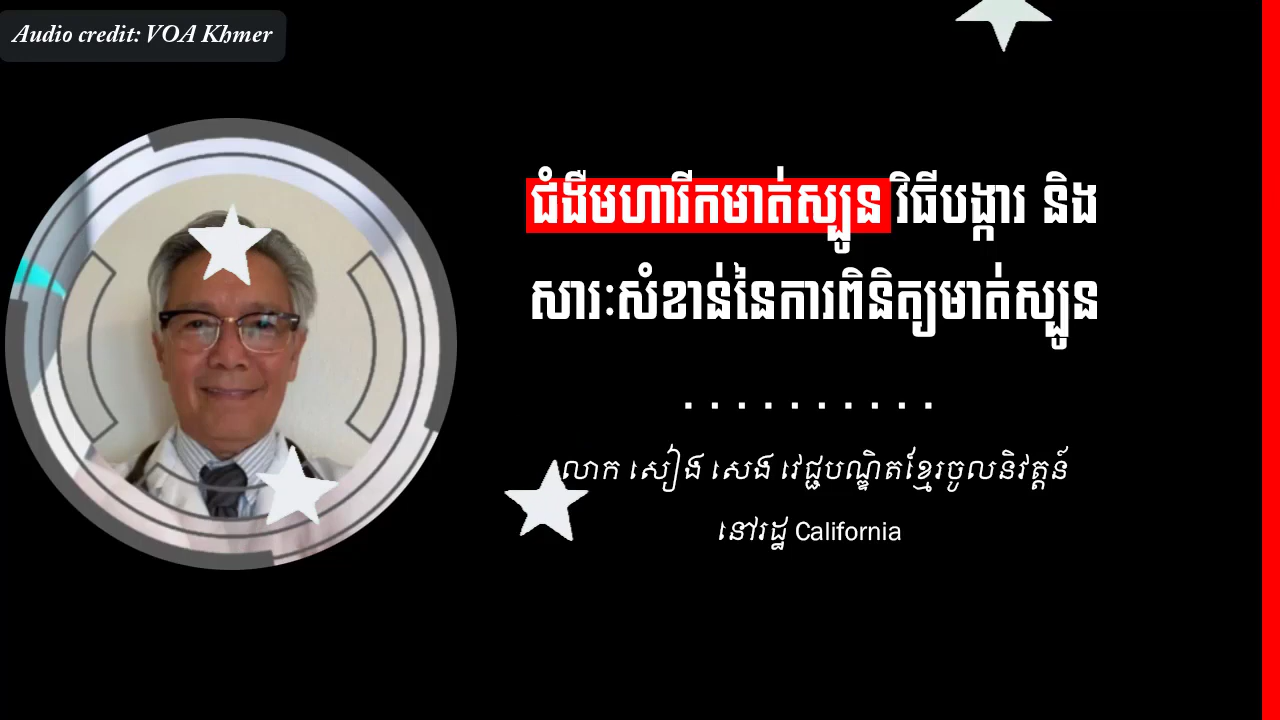 Audio credit: VOA Khmer
ជំងឺមហារីកមាត់ស្បូន វិធីបង្ការ និង
សារៈសំខាន់នៃការពិនិត្យមាត់ស្បូន
..........
លោក សៀង សេង វេជ្ជបណ្ឌិតខ្មែរចូលនិវត្តន៍
នៅរដ្ឋ California